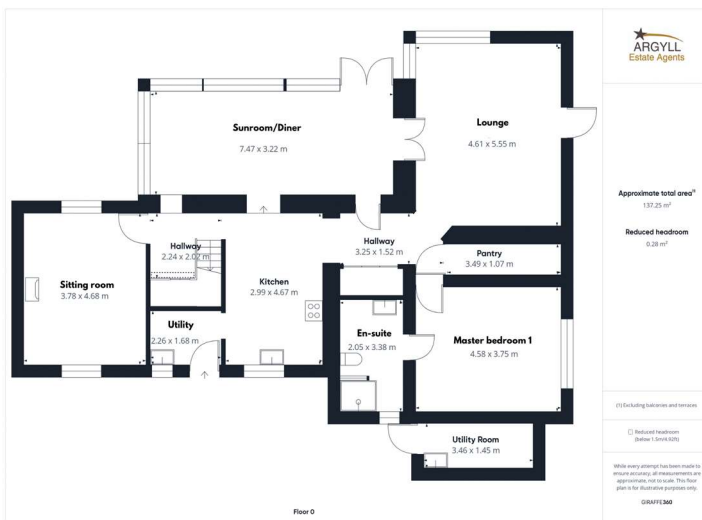 Sunroom/Diner
7.47 x 3.22 m
Lounge
4.61 x 5.55 m
Hallway
2.24 x 2.02 m
Hallway
3.25 x 1.52 m
Pantry
3.49 x 1.07 m
Sitting room
3.78 x 4.68 m
Kitchen
2.99 x 4.67 m
Utility
2.26 x 1.68 m
En-suite
2.05 x 3.38 m
Master bedroom 1
4.58 x 3.75 m
Utility Room
3.46 x 1.45 m
Floor 0
ARGYLL
Estate Agents
Approximate total area⁽¹⁾
137.25 m²
Reduced headroom
0.28 m²
(1) Excluding balconies and terraces
Reduced headroom
(below 1.5m/4.92ft)
While every attempt has been made to
ensure accuracy, all measurements are
approximate, not to scale. This floor
plan is for illustrative purposes only.
GIRAFFE360